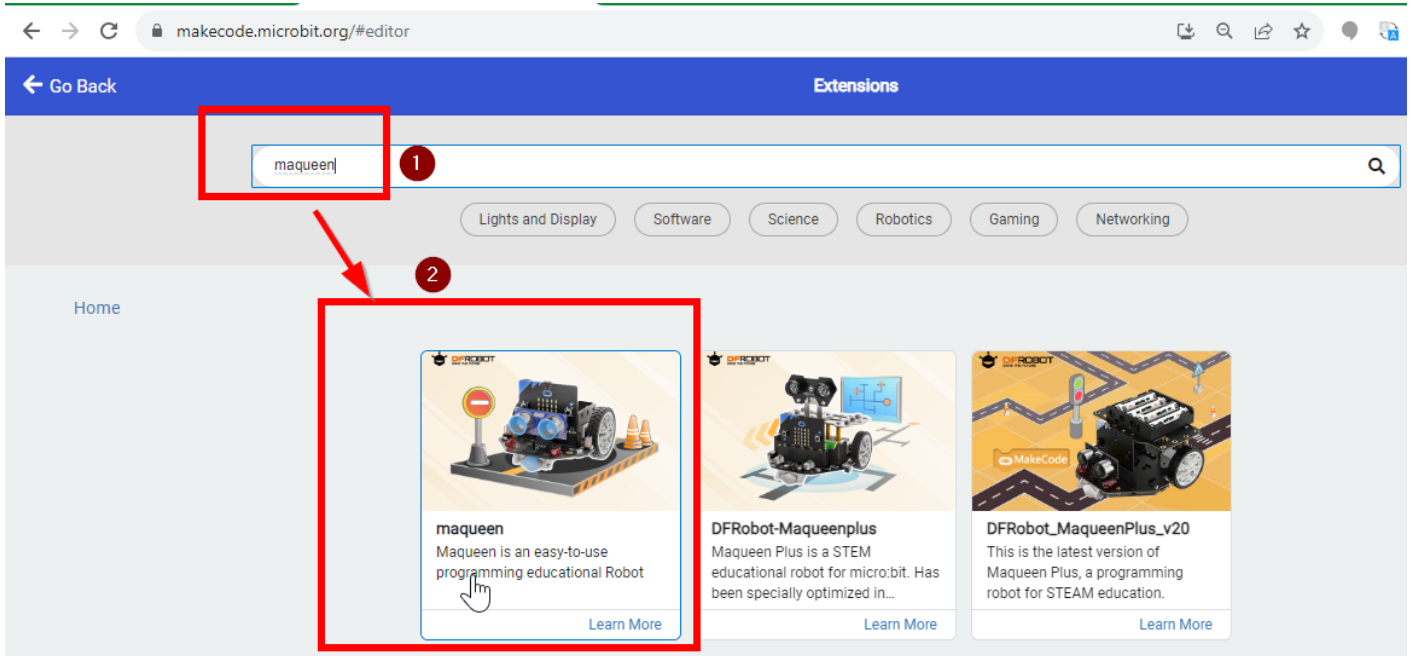 makecode.microbit.org/#editor
Go Back
Extensions
maqueen
1
Lights and Display
Software
Science
Robotics
Gaming
Networking
2
Home
DFROBOT
maqueen
Maqueen is an easy-to-use
programming educational Robot
Learn More
DFROBOT
DFRobot-Maqueenplus
Maqueen Plus is a STEM
educational robot for micro:bit. Has
been specially optimized in...
Learn More
DFROBOT
MakeCode
DFRobot_MaqueenPlus_v20
This is the latest version of
Maqueen Plus, a programming
robot for STEAM education.
Learn More